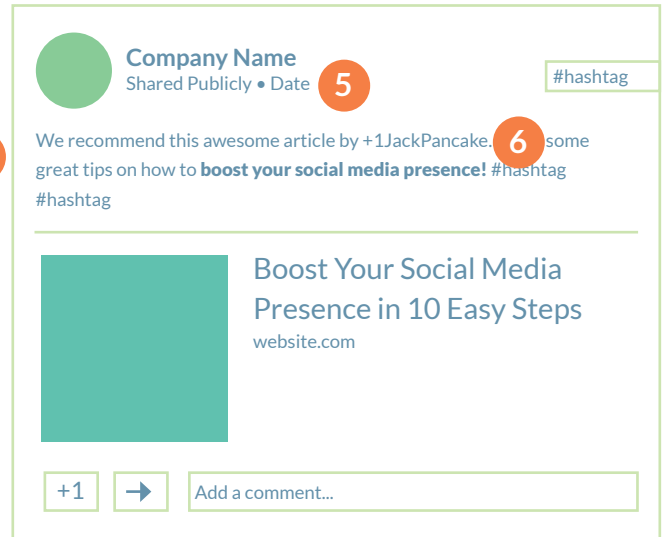 Company Name
Shared Publicly • Date
5
#hashtag
We recommend this awesome article by +1JackPancake. 6 some
great tips on how to boost your social media presence! #hashtag
#hashtag
Boost Your Social Media
Presence in 10 Easy Steps
website.com
+1
Add a comment...